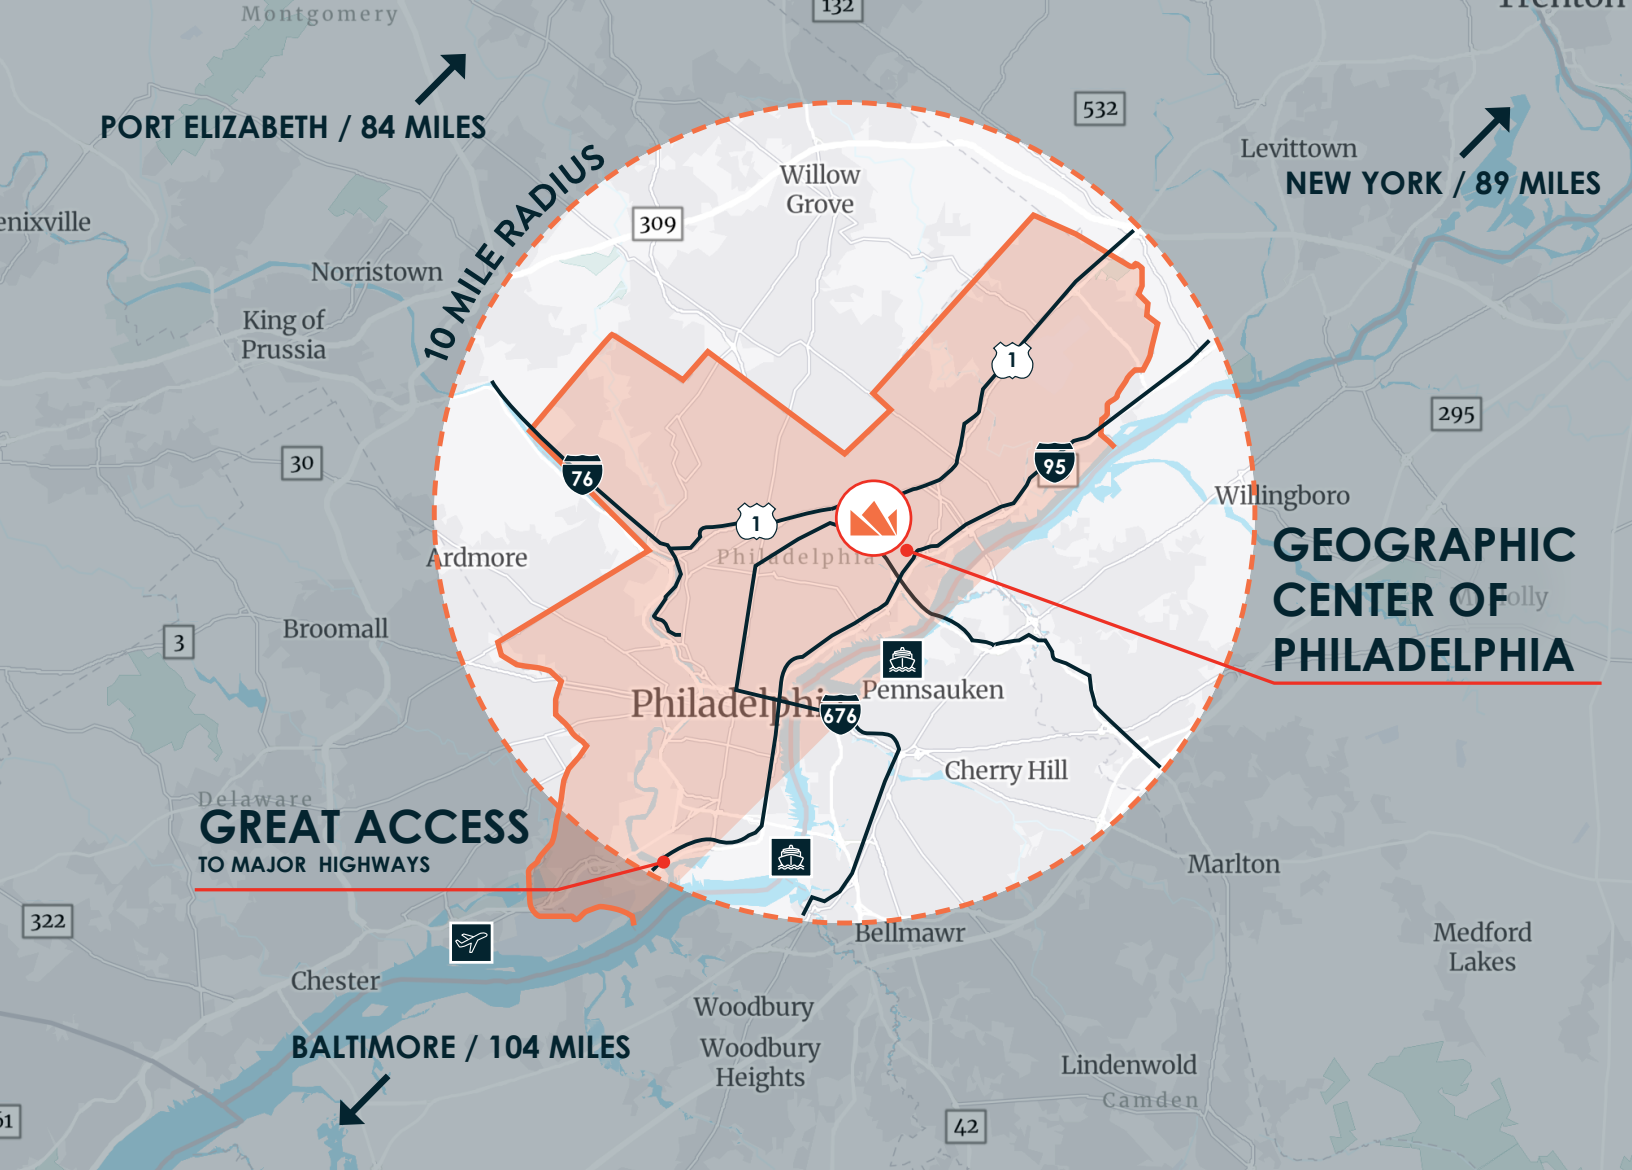 Montgomery
132
Trenton
PORT ELIZABETH / 84 MILES
532
Levittown
NEW YORK / 89 MILES
10 MILE RADIUS
Willow
Grove
309
enixville
Norristown
King of
Prussia
1
295
30
76
95
Willingboro
1
Ardmore
Philadelphia
GEOGRAPHIC
CENTER OF
PHILADELPHIA
3
Broomall
Pennsauken
Philadelphi
676
Cherry Hill
Delaware
GREAT ACCESS
TO MAJOR HIGHWAYS
Marlton
322
Bellmawr
Medford
Lakes
Chester
Woodbury
BALTIMORE / 104 MILES
Woodbury
Heights
Lindenwold
Camden
61
42